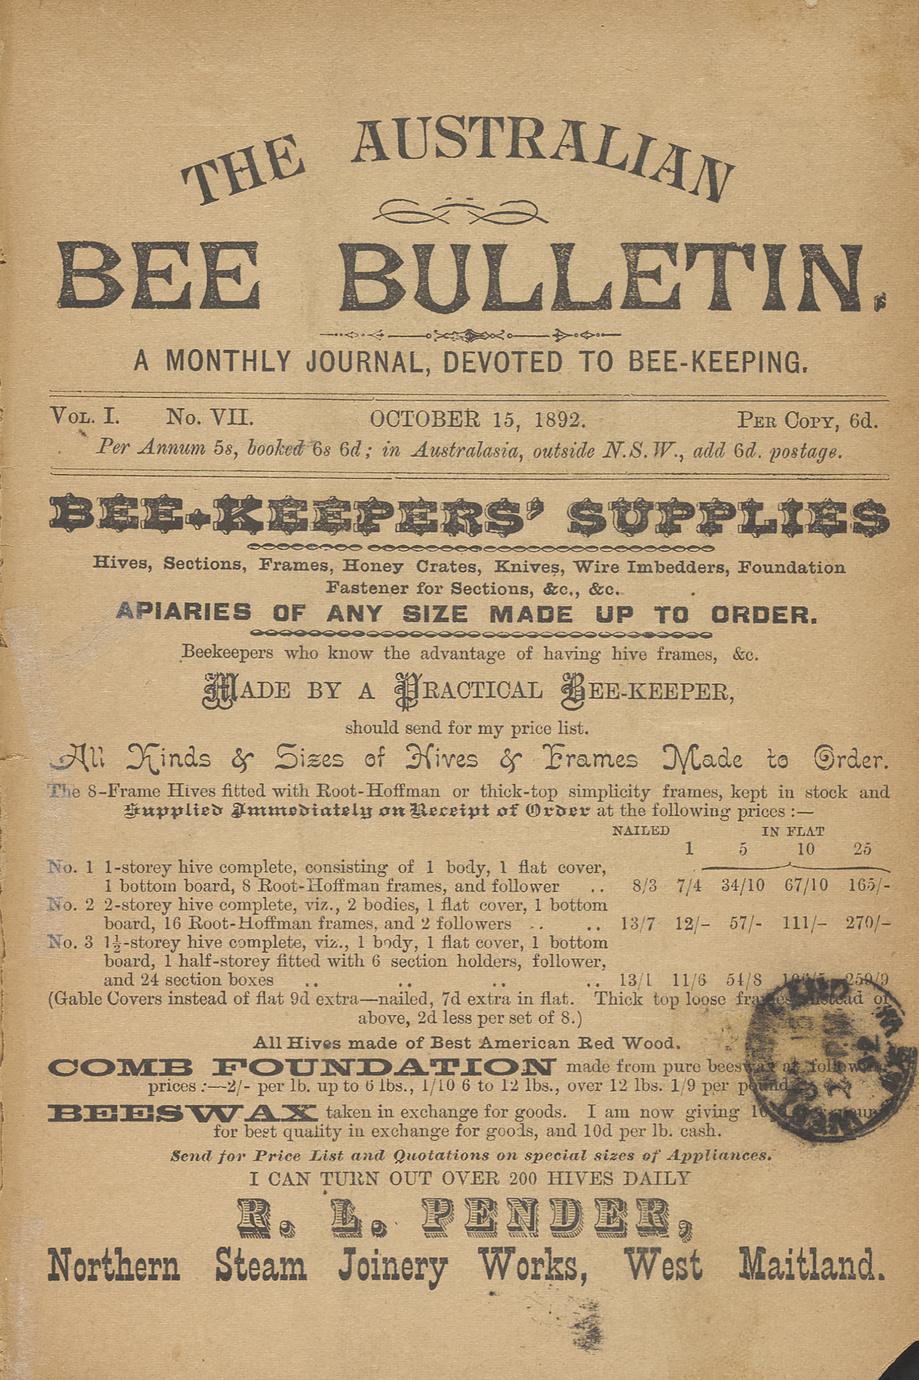 THE AUSTRALIAN
BEE BULLETIN.
A MONTHLY JOURNAL, DEVOTED TO BEE-KEEPING.
VOL. I. No. VII. OCTOBER 15, 1892. PER COPY, 6d.
Per Annum 5s, booked 6s 6d; in Australasia, outside N.S.W., add 6d. postage.
BEE-KEEPERS' SUPPLIES
Hives, Sections, Frames, Honey Crates, Knives, Wire Imbedders, Foundation
Fastener for Sections, &c., &c.
APIARIES OF ANY SIZE MADE UP TO ORDER.
Beekeepers who know the advantage of having hive frames, &c.
MADE BY A PRACTICAL BEE-KEEPER,
should send for my price list.
All Kinds & Sizes of Hives & Frames Made to Order.
The 8-Frame Hives fitted with Root-Hoffman or thick-top simplicity frames, kept in stock and
Supplied Immediately on Receipt of Order at the following prices :—
NAILED IN FLAT
1 5 10 25
No. 1 1-storey hive complete, consisting of 1 body, 1 flat cover,
1 bottom board, 8 Root-Hoffman frames, and follower .. 8/3 7/4 34/10 67/10 165/-
No. 2 2-storey hive complete, viz., 2 bodies, 1 flat cover, 1 bottom
board, 16 Root-Hoffman frames, and 2 followers .. .. 13/7 12/- 57/- 111/- 270/-
No. 3 1½-storey hive complete, viz., 1 body, 1 flat cover, 1 bottom
board, 1 half-storey fitted with 6 section holders, follower,
and 24 section boxes .. .. .. .. 13/1 11/6 54/8 250/9
(Gable Covers instead of flat 9d extra—nailed, 7d extra in flat. Thick top loose frames instead of
above, 2d less per set of 8.)
All Hives made of Best American Red Wood.
COMB FOUNDATION made from pure beeswax at following
prices :—2/- per lb. up to 6 lbs., 1/10 6 to 12 lbs., over 12 lbs. 1/9 per pound.
BEESWAX taken in exchange for goods. I am now giving
for best quality in exchange for goods, and 10d per lb. cash.
Send for Price List and Quotations on special sizes of Appliances.
I CAN TURN OUT OVER 200 HIVES DAILY
R. L. PENDER,
Northern Steam Joinery Works, West Maitland.